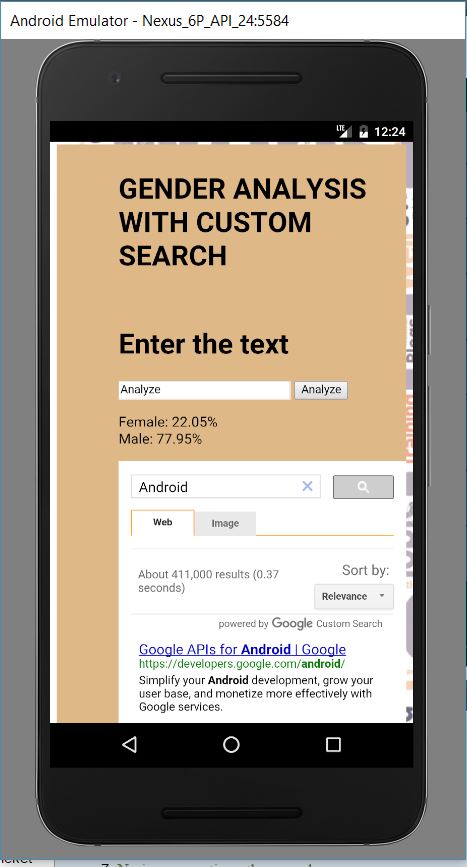 Android Emulator - Nexus_6P_API_24:5584
LTE 12:24
GENDER ANALYSIS
WITH CUSTOM
SEARCH
Enter the text
Analyze Analyze
Female: 22.05%
Male: 77.95%
Android
Web Image
About 411,000 results (0.37
seconds)
Sort by:
Relevance
powered by Google Custom Search
Google APIs for Android | Google
https://developers.google.com/android/
Simplify your Android development, grow your
user base, and monetize more effectively with
Google services.
Blogs
Training